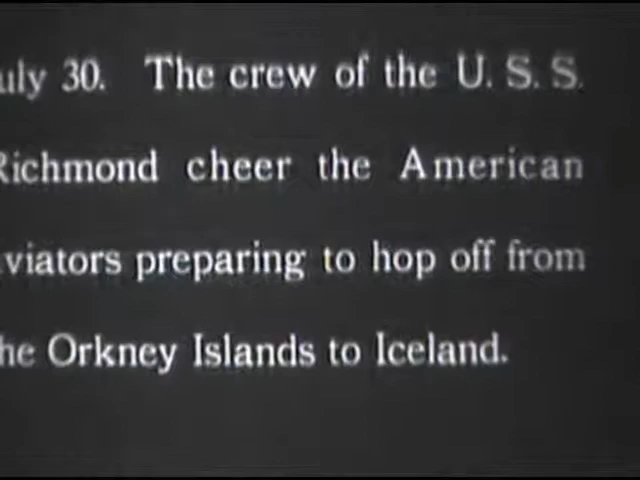 uly 30. The crew of the U. S. S.
Richmond cheer the American
viators preparing to hop off from
he Orkney Islands to Iceland.